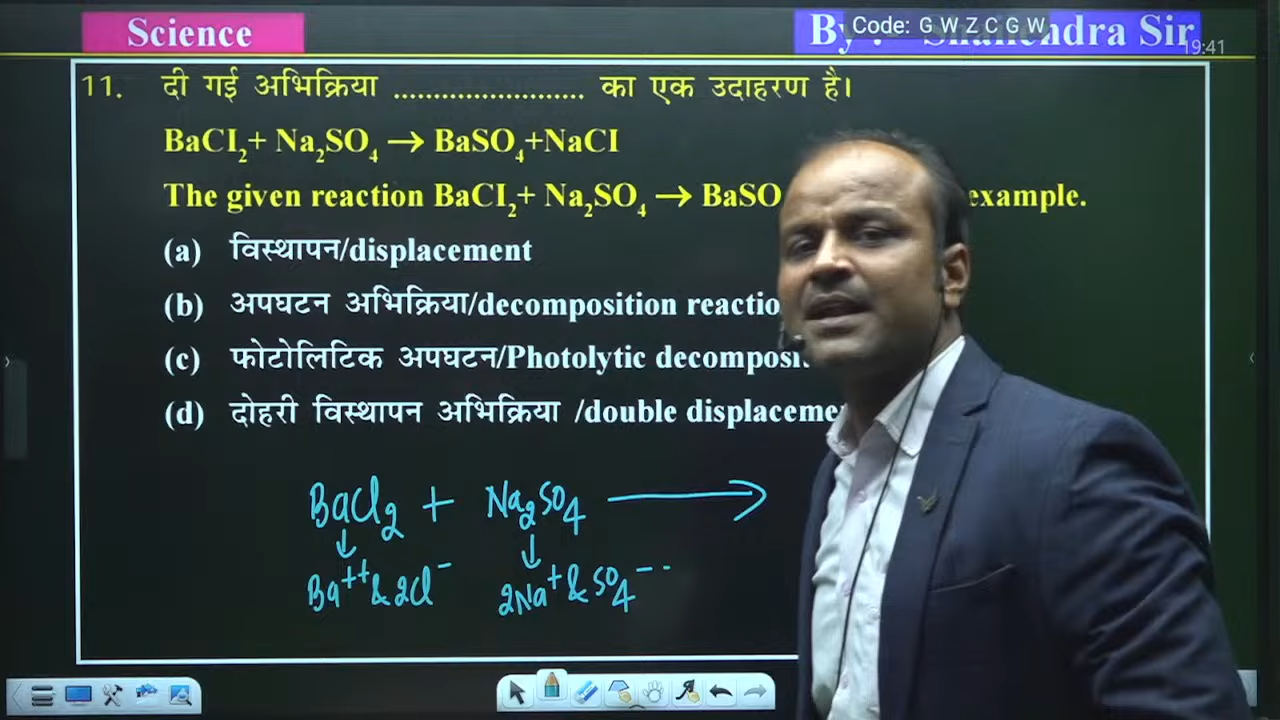 Science
By : Shailendra Sir
Code: G W Z C G W
19:41
11. दी गई अभिक्रिया ........................ का एक उदाहरण है।
BaCI₂+ Na₂SO₄ → BaSO₄+NaCI
The given reaction BaCI₂+ Na₂SO₄ → BaSO example.
(a) विस्थापन/displacement
(b) अपघटन अभिक्रिया/decomposition reactio
(c) फोटोलिटिक अपघटन/Photolytic decomposit
(d) दोहरी विस्थापन अभिक्रिया /double displaceme
BaCl₂ + Na₂SO₄ ⟶
↓ ↓
Ba⁺⁺ & 2Cl⁻ 2Na⁺ & SO₄⁻⁻